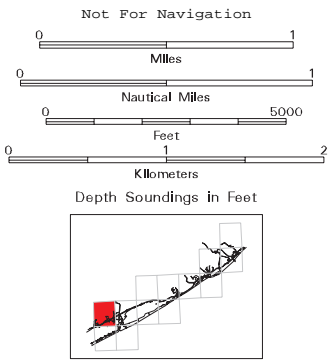 Not For Navigation
0 1
Miles
0 1
Nautical Miles
0 5000
Feet
0 1 2
Kilometers
Depth Soundings in Feet